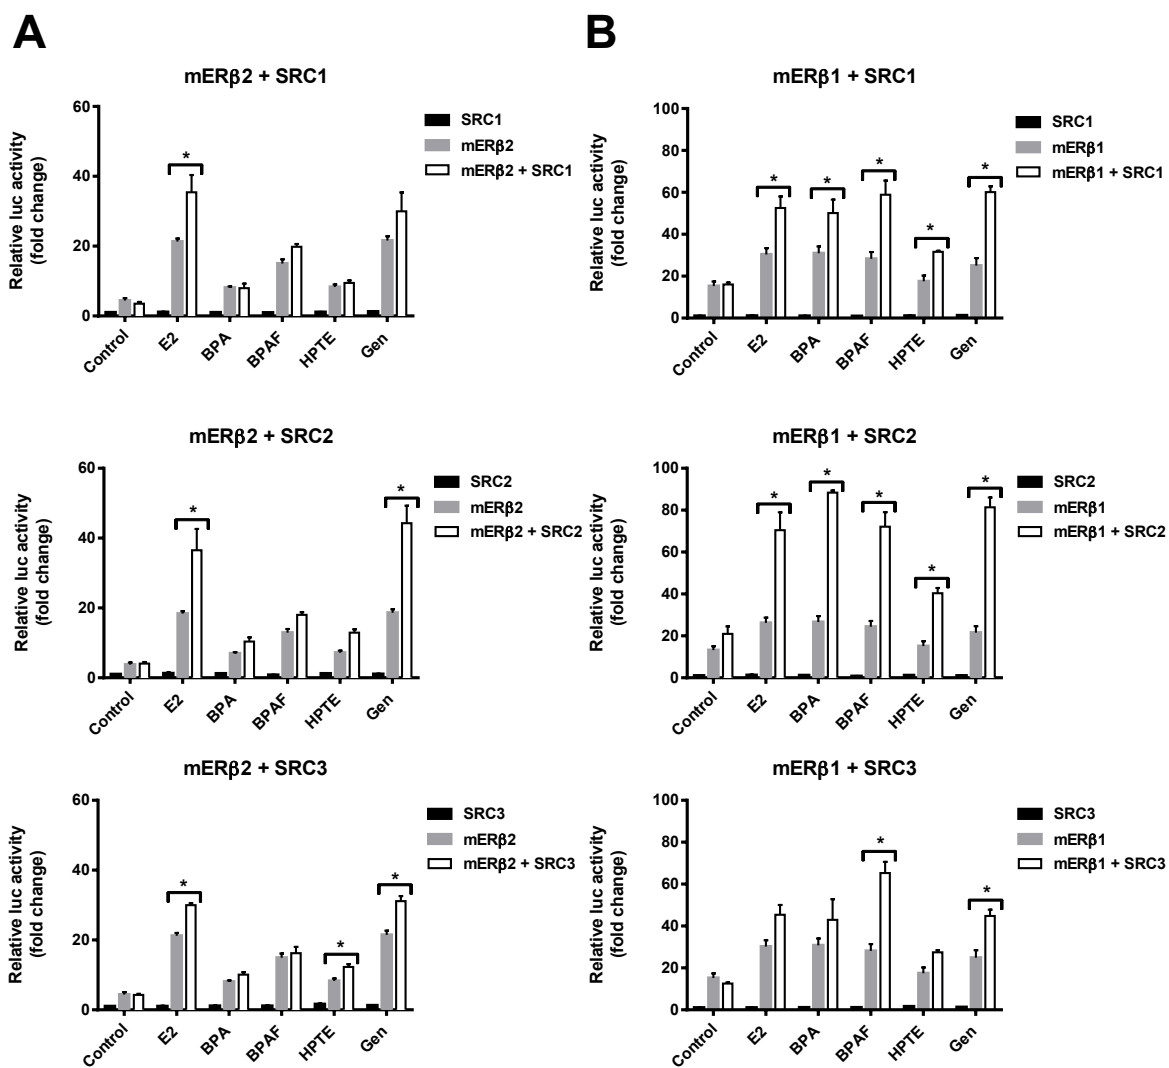 A
mERβ2 + SRC1
Relative luc activity
(fold change)
60
40
20
0
*
SRC1
mERβ2
mERβ2 + SRC1
Control
E2
BPA
BPAF
HPTE
Gen
mERβ2 + SRC2
Relative luc activity
(fold change)
60
40
20
0
*
*
SRC2
mERβ2
mERβ2 + SRC2
Control
E2
BPA
BPAF
HPTE
Gen
mERβ2 + SRC3
Relative luc activity
(fold change)
60
40
20
0
*
*
*
SRC3
mERβ2
mERβ2 + SRC3
Control
E2
BPA
BPAF
HPTE
Gen
B
mERβ1 + SRC1
Relative luc activity
(fold change)
100
80
60
40
20
0
*
*
*
*
*
SRC1
mERβ1
mERβ1 + SRC1
Control
E2
BPA
BPAF
HPTE
Gen
mERβ1 + SRC2
Relative luc activity
(fold change)
100
80
60
40
20
0
*
*
*
*
*
SRC2
mERβ1
mERβ1 + SRC2
Control
E2
BPA
BPAF
HPTE
Gen
mERβ1 + SRC3
Relative luc activity
(fold change)
100
80
60
40
20
0
*
*
SRC3
mERβ1
mERβ1 + SRC3
Control
E2
BPA
BPAF
HPTE
Gen